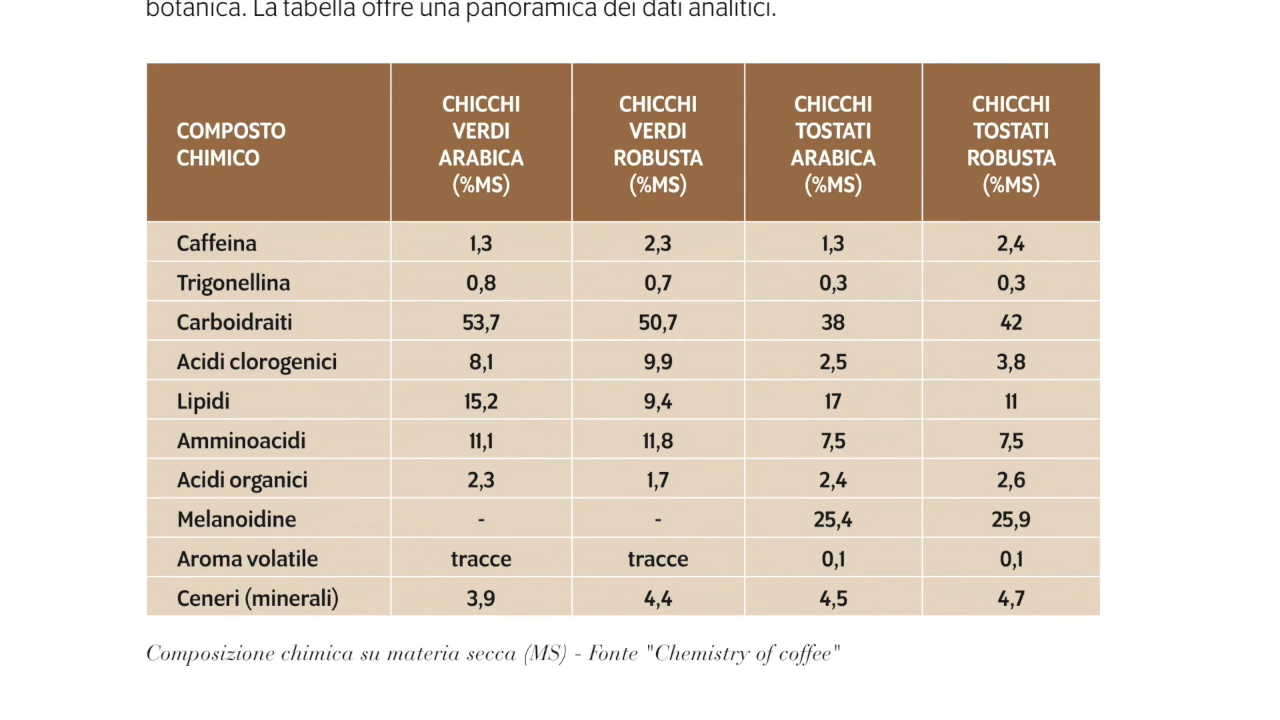 botanica. La tabella offre una panoramica dei dati analitici.
COMPOSTO CHIMICO CHICCHI VERDI ARABICA (%MS) CHICCHI VERDI ROBUSTA (%MS) CHICCHI TOSTATI ARABICA (%MS) CHICCHI TOSTATI ROBUSTA (%MS)
Caffeina 1,3 2,3 1,3 2,4
Trigonellina 0,8 0,7 0,3 0,3
Carboidraiti 53,7 50,7 38 42
Acidi clorogenici 8,1 9,9 2,5 3,8
Lipidi 15,2 9,4 17 11
Amminoacidi 11,1 11,8 7,5 7,5
Acidi organici 2,3 1,7 2,4 2,6
Melanoidine - - 25,4 25,9
Aroma volatile tracce tracce 0,1 0,1
Ceneri (minerali) 3,9 4,4 4,5 4,7
Composizione chimica su materia secca (MS) - Fonte "Chemistry of coffee"